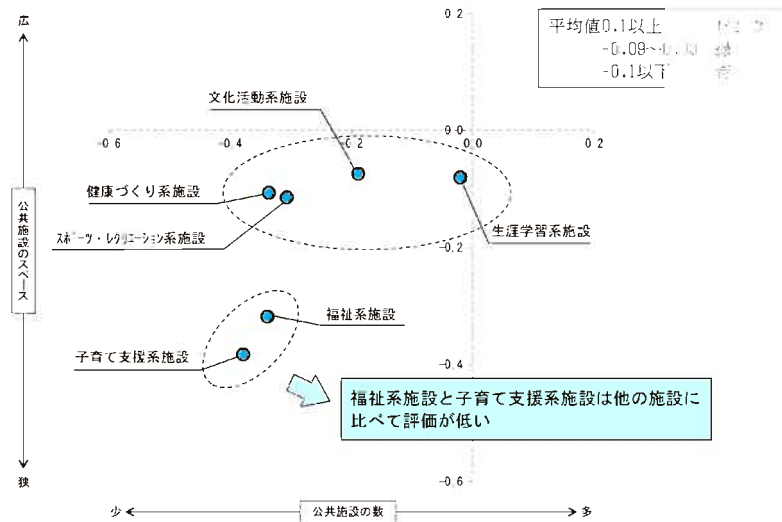 広
0.2
平均値0.1以上
-0.09~
-0.1以下
文化活動系施設
-0.6
-0.4
-0.2
0.0
0.2
健康づくり系施設
スポーツ・レクリエーション系施設
生涯学習系施設
-0.2
公共施設のスペース
福祉系施設
子育て支援系施設
-0.4
福祉系施設と子育て支援系施設は他の施設に
比べて評価が低い
狭
-0.6
少
公共施設の数
多